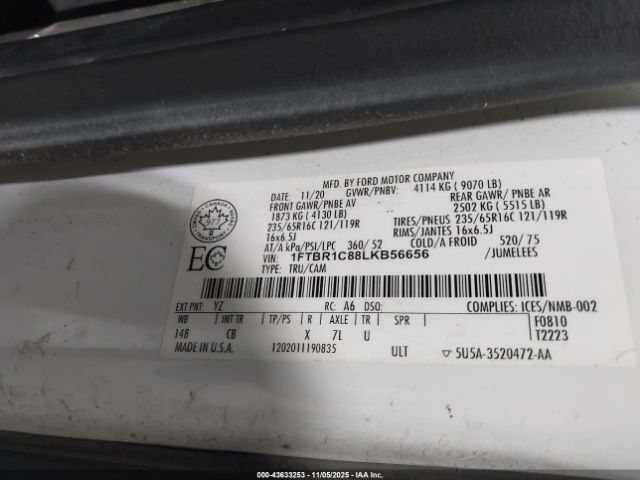 MFD. BY FORD MOTOR COMPANY
DATE: 11/20 GVWR/PNBV: 4114 KG ( 9070 LB)
FRONT GAWR/ PNBE AV REAR GAWR/ PNBE AR
1873 KG ( 4130 LB) 2502 KG ( 5515 LB)
235/65R16C 121/119R TIRES/PNEUS 235/65R16C 121/119R
16x6.5J RIMS/JANTES 16x6.5J
AT/A kPa/PSI/LPC 360/ 52 COLD/A FROID 520/ 75
VIN: 1FTBR1C88LKB56656 /JUMELEES
TYPE: TRU/CAM
CANADA
977
TRANSPORT
EC
EXT PNT: YZ RC: A6 DSO: COMPLIES: ICES/NMB-002
WB INT TR TP/PS R AXLE TR SPR F0810
148 CB X 7L U T2223
MADE IN U.S.A. 1202011190835 ULT ▽ 5U5A-3520472-AA
00-43633253 - 11/05/2025 - IAA Inc.